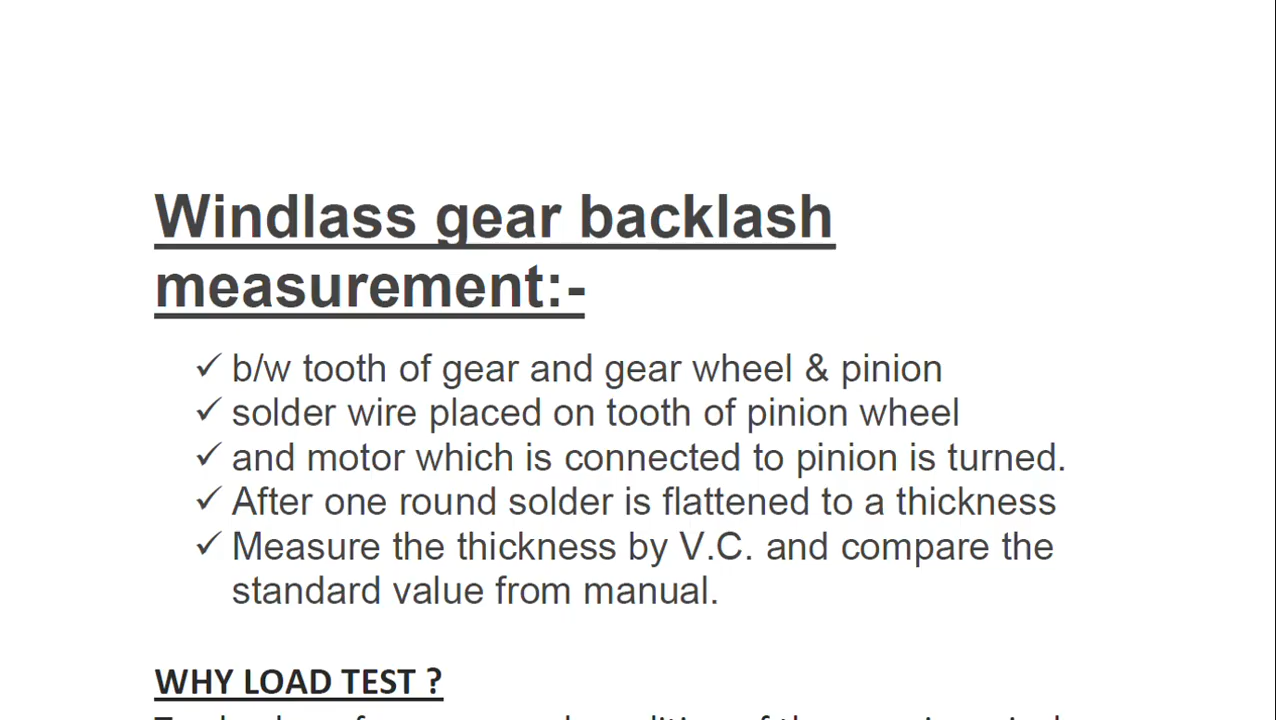 Windlass gear backlash
measurement:-
✓ b/w tooth of gear and gear wheel & pinion
✓ solder wire placed on tooth of pinion wheel
✓ and motor which is connected to pinion is turned.
✓ After one round solder is flattened to a thickness
✓ Measure the thickness by V.C. and compare the
standard value from manual.
WHY LOAD TEST ?